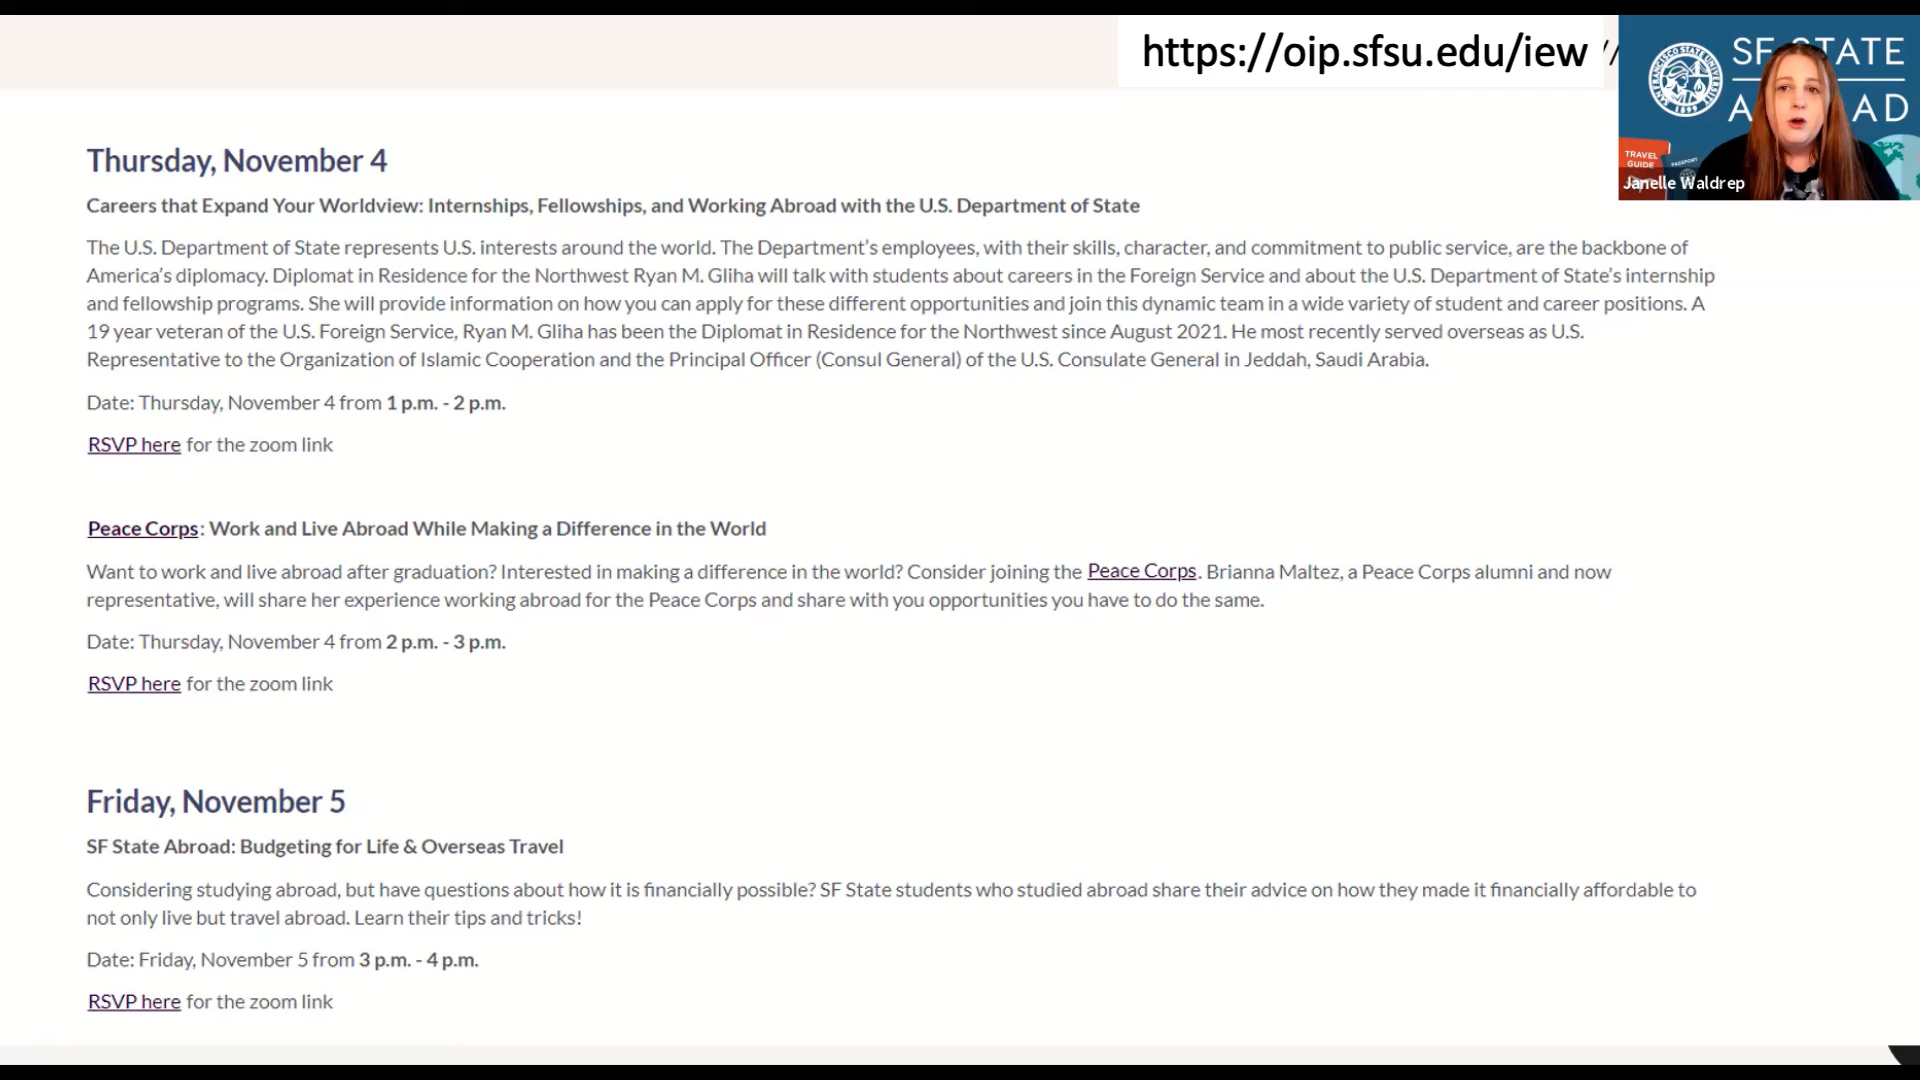 https://oip.sfsu.edu/iew //
SF STATE
ABROAD
SAN FRANCISCO STATE UNIVERSITY
1899
TRAVEL
GUIDE
PASSPORT
Janelle Waldrep
Thursday, November 4
Careers that Expand Your Worldview: Internships, Fellowships, and Working Abroad with the U.S. Department of State
The U.S. Department of State represents U.S. interests around the world. The Department's employees, with their skills, character, and commitment to public service, are the backbone of
America's diplomacy. Diplomat in Residence for the Northwest Ryan M. Gliha will talk with students about careers in the Foreign Service and about the U.S. Department of State's internship
and fellowship programs. She will provide information on how you can apply for these different opportunities and join this dynamic team in a wide variety of student and career positions. A
19 year veteran of the U.S. Foreign Service, Ryan M. Gliha has been the Diplomat in Residence for the Northwest since August 2021. He most recently served overseas as U.S.
Representative to the Organization of Islamic Cooperation and the Principal Officer (Consul General) of the U.S. Consulate General in Jeddah, Saudi Arabia.
Date: Thursday, November 4 from 1 p.m. - 2 p.m.
RSVP here for the zoom link
Peace Corps: Work and Live Abroad While Making a Difference in the World
Want to work and live abroad after graduation? Interested in making a difference in the world? Consider joining the Peace Corps. Brianna Maltez, a Peace Corps alumni and now
representative, will share her experience working abroad for the Peace Corps and share with you opportunities you have to do the same.
Date: Thursday, November 4 from 2 p.m. - 3 p.m.
RSVP here for the zoom link
Friday, November 5
SF State Abroad: Budgeting for Life & Overseas Travel
Considering studying abroad, but have questions about how it is financially possible? SF State students who studied abroad share their advice on how they made it financially affordable to
not only live but travel abroad. Learn their tips and tricks!
Date: Friday, November 5 from 3 p.m. - 4 p.m.
RSVP here for the zoom link